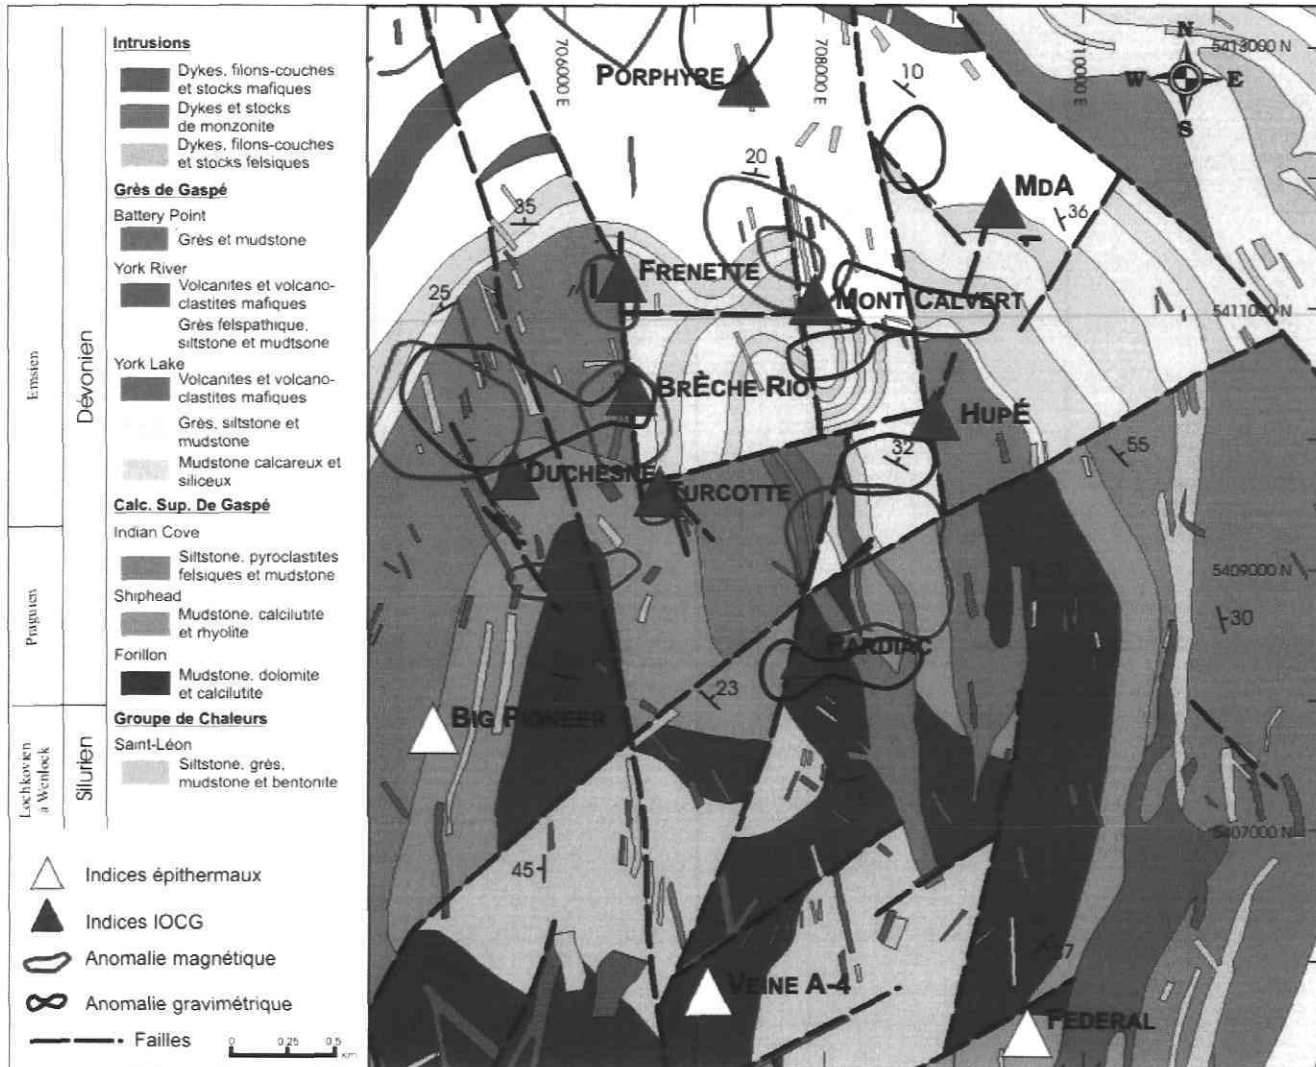 Intrusions
Dykes, filons-couches
et stocks mafiques
Dykes et stocks
de monzonite
Dykes, filons-couches
et stocks felsiques
Grès de Gaspé
Battery Point
Grès et mudstone
York River
Volcanites et volcano-
clastites mafiques
Grès felspathique,
siltstone et mudtsone
York Lake
Volcanites et volcano-
clastites mafiques
Grès, siltstone et
mudstone
Mudstone calcareux et
siliceux
Calc. Sup. De Gaspé
Indian Cove
Siltstone, pyroclastites
felsiques et mudstone
Shiphead
Mudstone, calcilutite
et rhyolite
Forillon
Mudstone, dolomite
et calcilutite
Groupe de Chaleurs
Saint-Léon
Siltstone, grès,
mudstone et bentonite
Emsien
Praguien
Lochkovien
à Wenlock
Dévonien
Silurien
Indices épithermaux
Indices IOCG
Anomalie magnétique
Anomalie gravimétrique
Failles
0 0,25 0,5
Km
706000 E
708000 E
710000 E
N
W E
S
5413000 N
PORPHYRE
10
20
MDA
36
35
FRENETTE
25
MONT CALVERT
5411000 N
BRÈCHE RIO
HUPÉ
32
55
DUCHESNE
TURCOTTE
5409000 N
30
PARDIAC
23
BIG PIONEER
5407000 N
45
37
VEINE A-4
FEDERAL